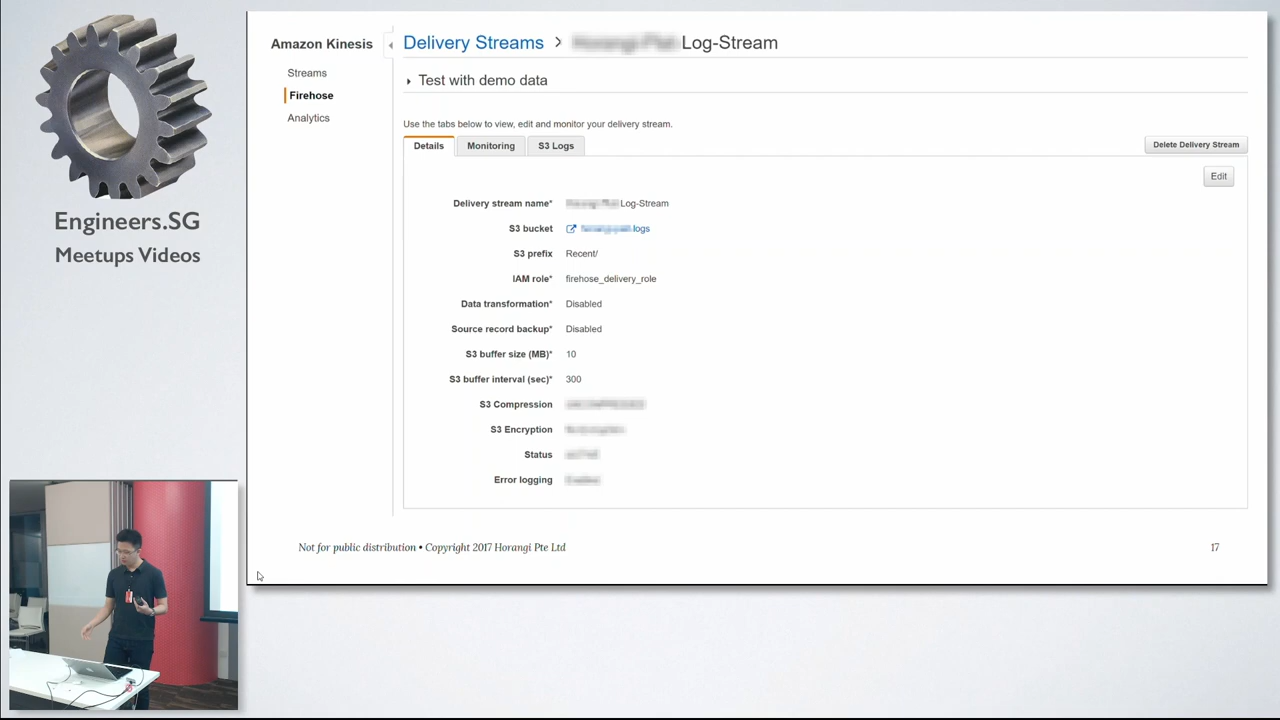 Engineers.SG
Meetups Videos
Amazon Kinesis
Streams
Firehose
Analytics
Delivery Streams > Log-Stream
Test with demo data
Use the tabs below to view, edit and monitor your delivery stream.
Details Monitoring S3 Logs
Delete Delivery Stream
Edit
Delivery stream name* Log-Stream
S3 bucket logs
S3 prefix Recent/
IAM role* firehose_delivery_role
Data transformation* Disabled
Source record backup* Disabled
S3 buffer size (MB)* 10
S3 buffer interval (sec)* 300
S3 Compression
S3 Encryption
Status
Error logging
Not for public distribution • Copyright 2017 Horangi Pte Ltd 17